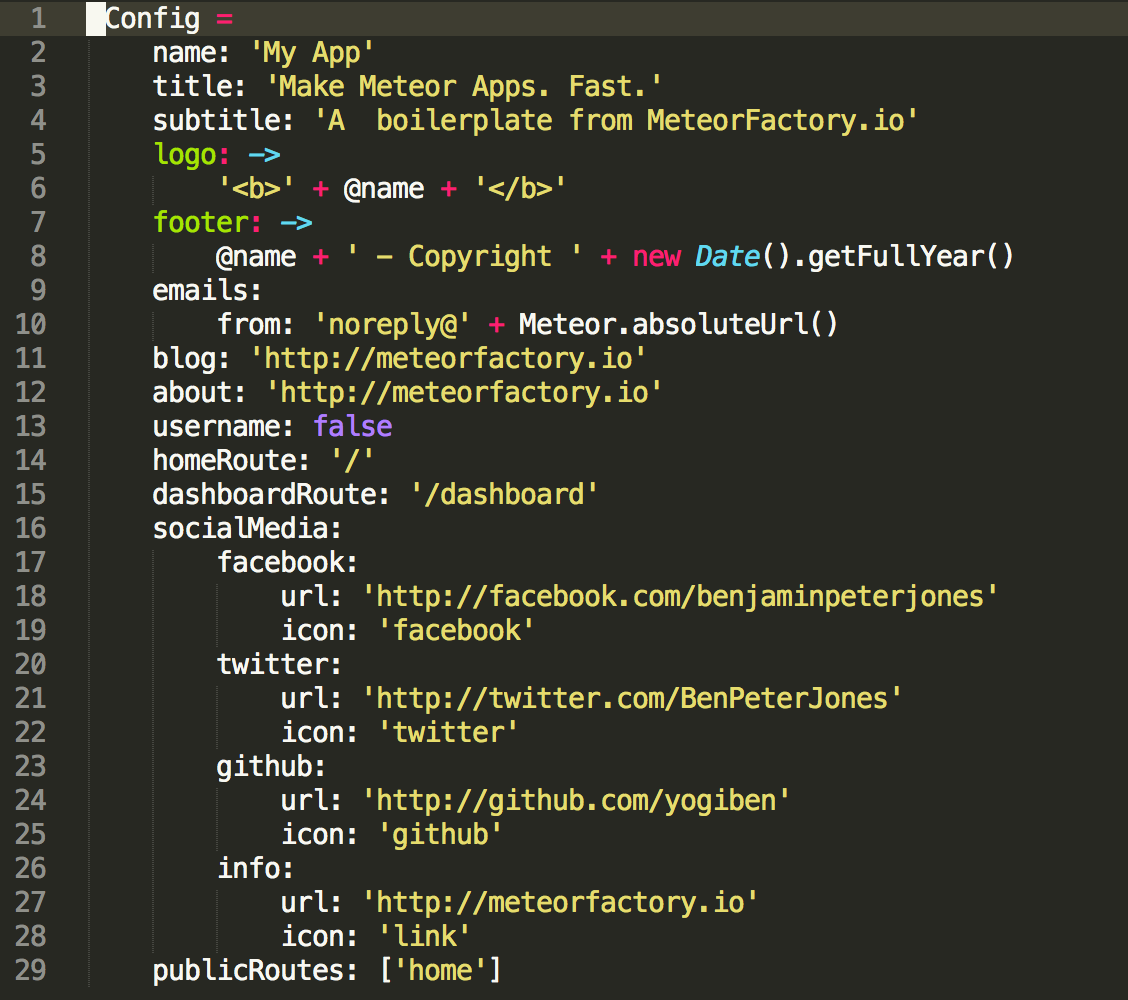 1 Config =
2 name: 'My App'
3 title: 'Make Meteor Apps. Fast.'
4 subtitle: 'A  boilerplate from MeteorFactory.io'
5 logo: ->
6 '<b>' + @name + '</b>'
7 footer: ->
8 @name + ' - Copyright ' + new Date().getFullYear()
9 emails:
10 from: 'noreply@' + Meteor.absoluteUrl()
11 blog: 'http://meteorfactory.io'
12 about: 'http://meteorfactory.io'
13 username: false
14 homeRoute: '/'
15 dashboardRoute: '/dashboard'
16 socialMedia:
17 facebook:
18 url: 'http://facebook.com/benjaminpeterjones'
19 icon: 'facebook'
20 twitter:
21 url: 'http://twitter.com/BenPeterJones'
22 icon: 'twitter'
23 github:
24 url: 'http://github.com/yogiben'
25 icon: 'github'
26 info:
27 url: 'http://meteorfactory.io'
28 icon: 'link'
29 publicRoutes: ['home']